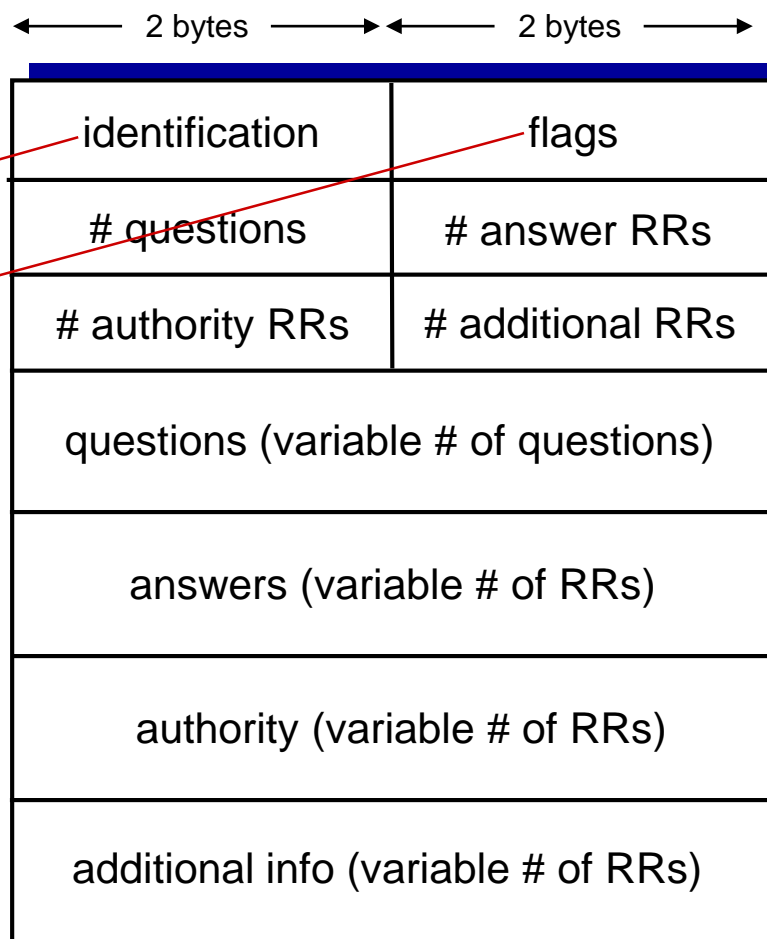 2 bytes 2 bytes
identification flags
# questions # answer RRs
# authority RRs # additional RRs
questions (variable # of questions)
answers (variable # of RRs)
authority (variable # of RRs)
additional info (variable # of RRs)